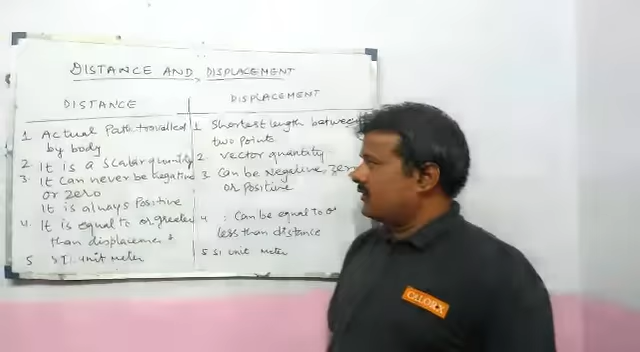 DISTANCE AND DISPLACEMENT
DISTANCE
1 Actual Path travelled
by body
2. It is a Scalar quantity
3. It can never be negative
or zero
It is always Positive
4. It is equal to or greater
than displacement
5 S I. unit meter
DISPLACEMENT
1 Shortest length between
two points
2 vector quantity
3 Can be Negative, zero
or Positive
4 : Can be equal to or
less than distance
5 SI unit Meter